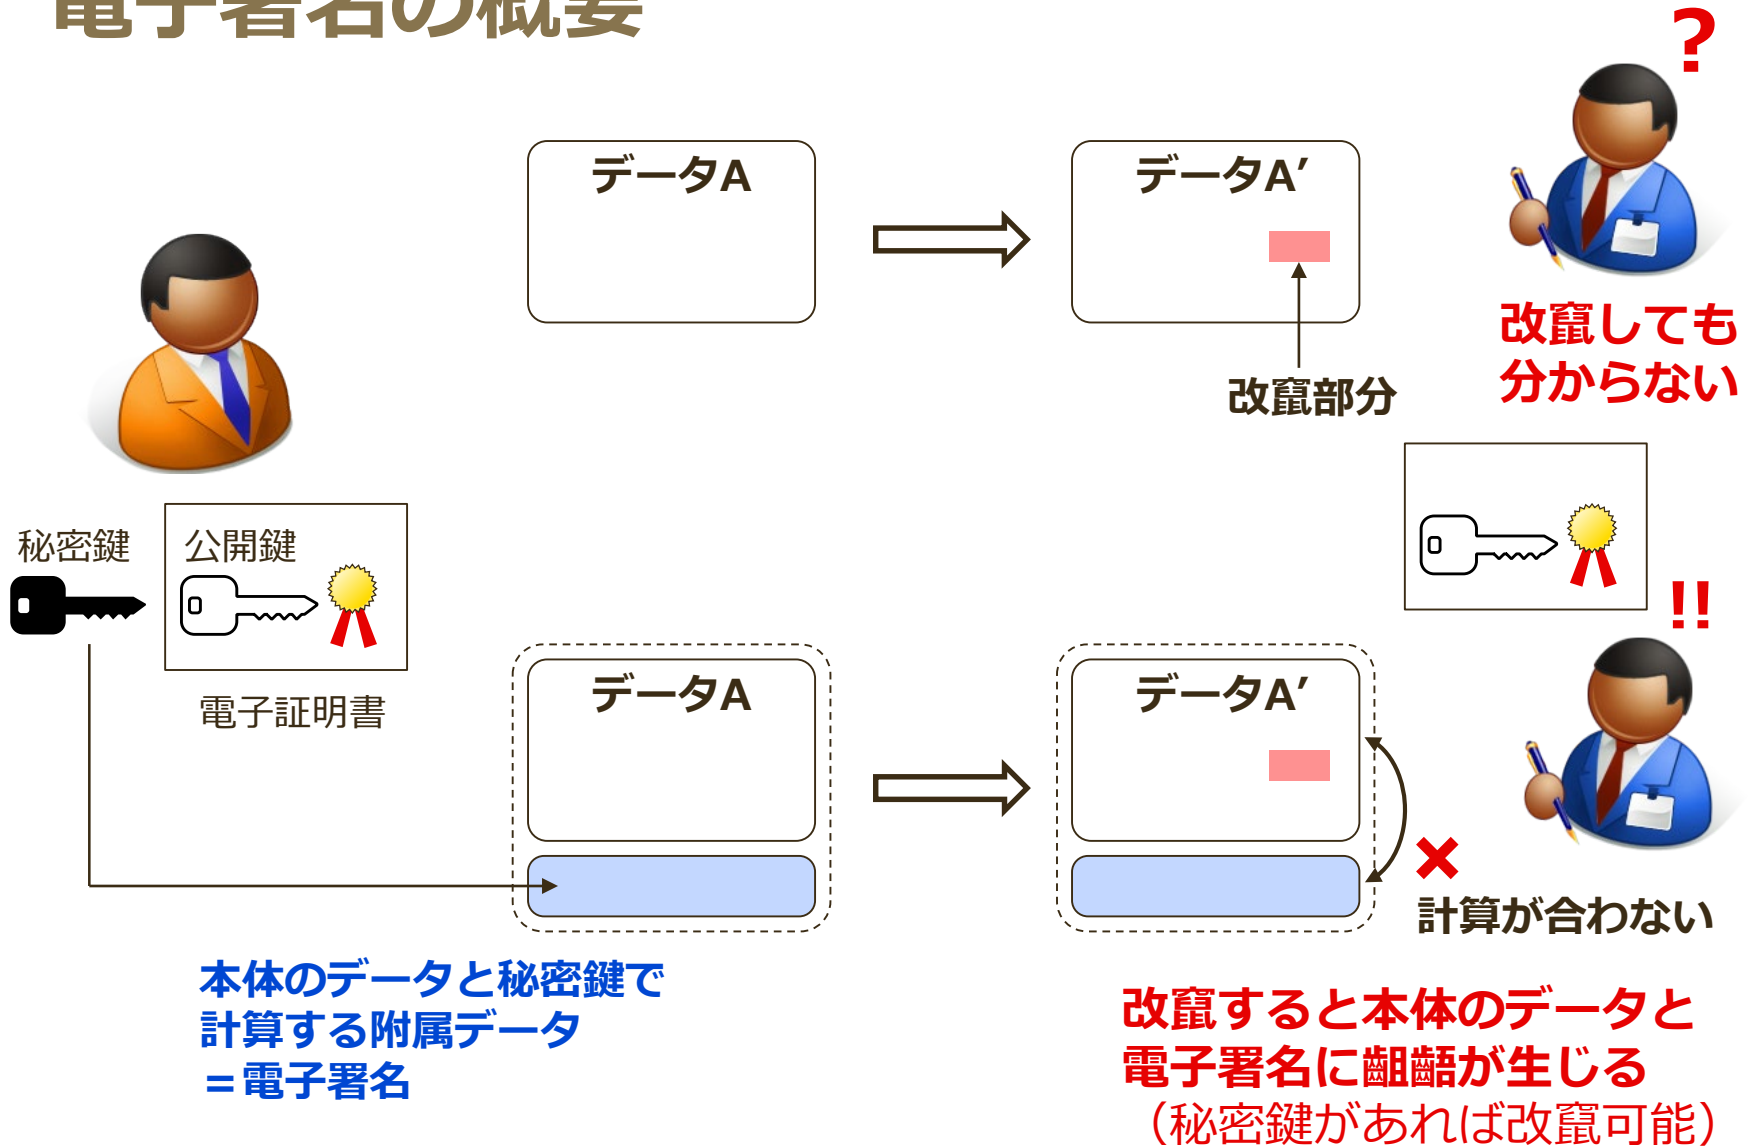 電子署名の概要
?
データA
データA′
改竄しても
分からない
改竄部分
秘密鍵
公開鍵
電子証明書
!!
データA
データA′
計算が合わない
本体のデータと秘密鍵で
計算する附属データ
＝電子署名
改竄すると本体のデータと
電子署名に齟齬が生じる
（秘密鍵があれば改竄可能）